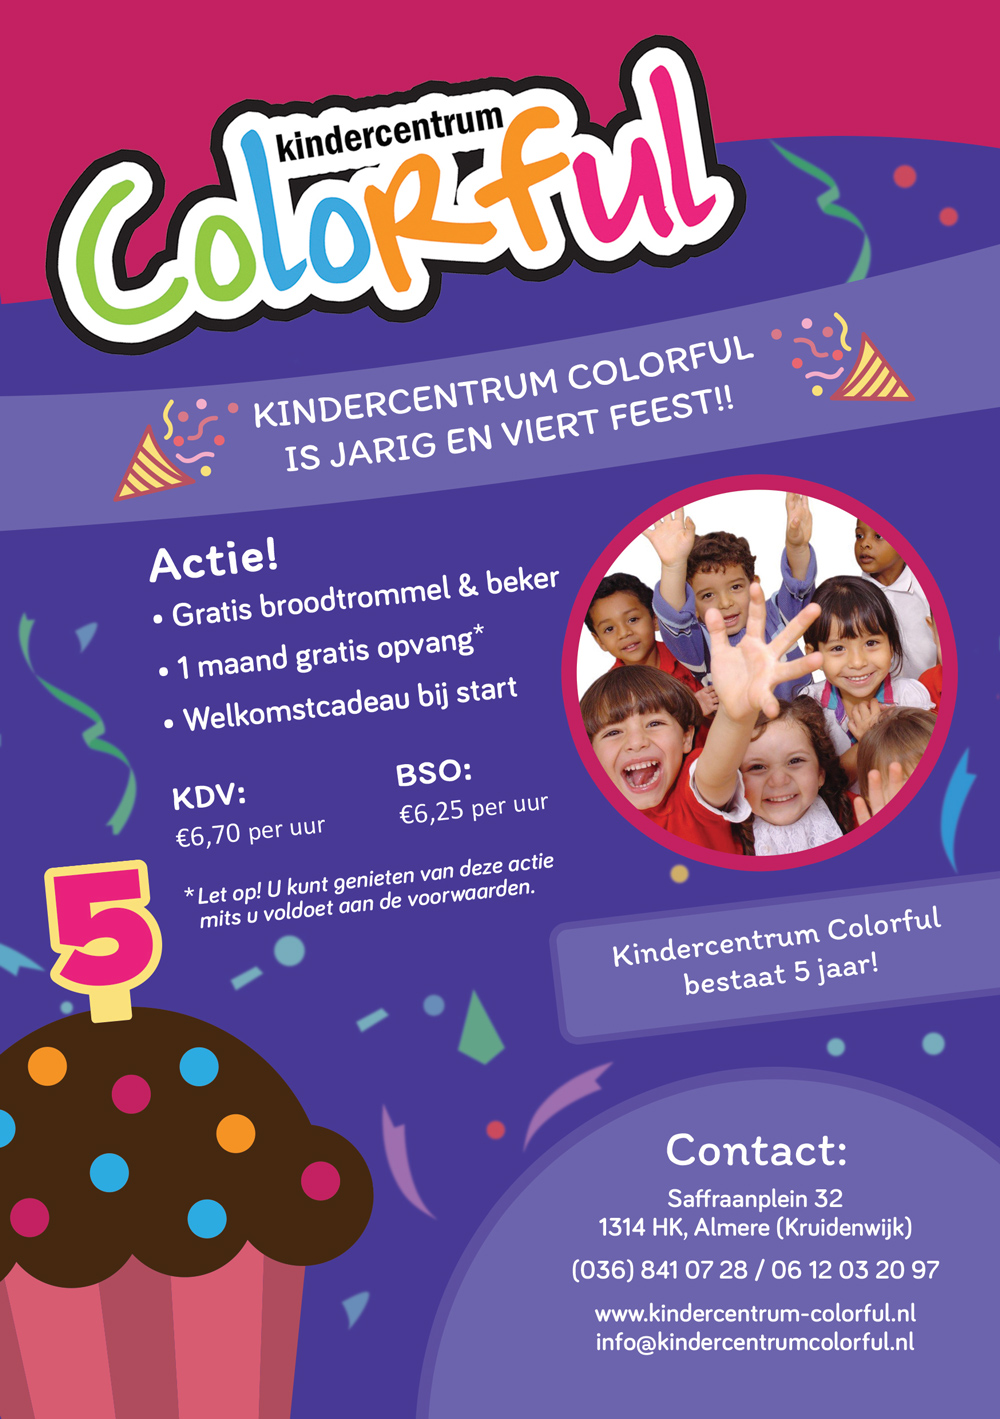 kindercentrum
Colorful
KINDERCENTRUM COLORFUL
IS JARIG EN VIERT FEEST!!
Actie!
• Gratis broodtrommel & beker
• 1 maand gratis opvang*
• Welkomstcadeau bij start
KDV:
€6,70 per uur
BSO:
€6,25 per uur
* Let op! U kunt genieten van deze actie
mits u voldoet aan de voorwaarden.
5
Kindercentrum Colorful
bestaat 5 jaar!
Contact:
Saffraanplein 32
1314 HK, Almere (Kruidenwijk)
(036) 841 07 28 / 06 12 03 20 97
www.kindercentrum-colorful.nl
info@kindercentrumcolorful.nl